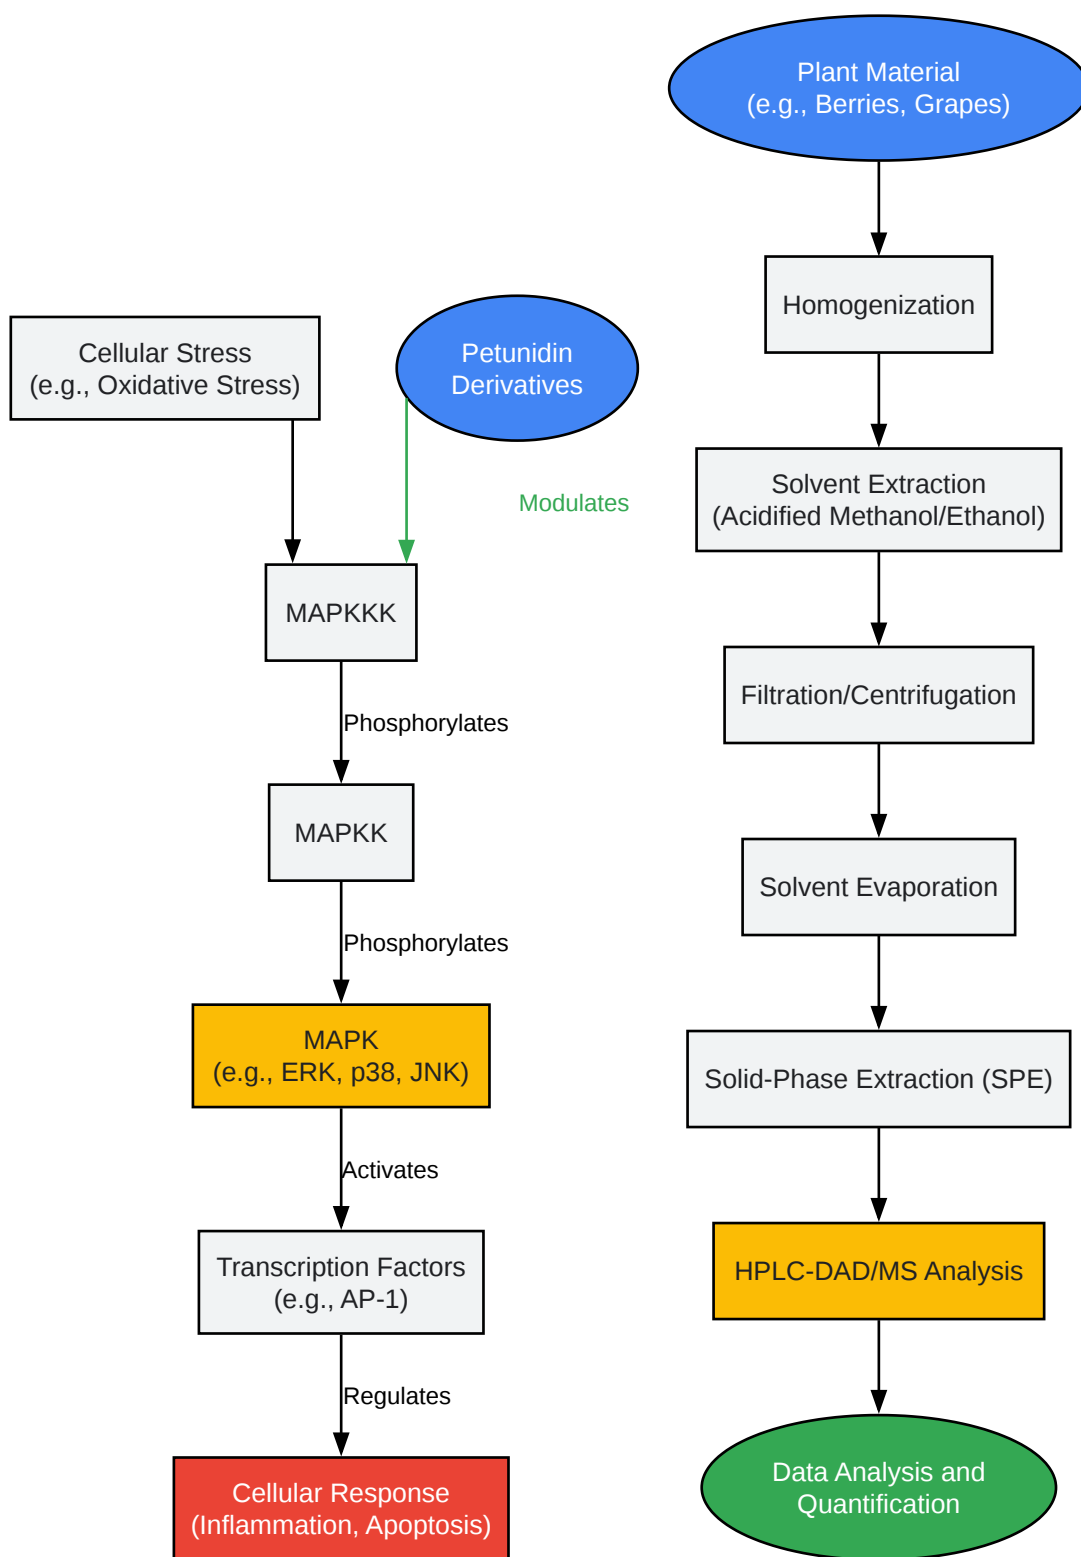 Cellular Stress
(e.g., Oxidative Stress)
Petunidin
Derivatives
Modulates
MAPKKK
Phosphorylates
MAPKK
Phosphorylates
MAPK
(e.g., ERK, p38, JNK)
Activates
Transcription Factors
(e.g., AP-1)
Regulates
Cellular Response
(Inflammation, Apoptosis)
Plant Material
(e.g., Berries, Grapes)
Homogenization
Solvent Extraction
(Acidified Methanol/Ethanol)
Filtration/Centrifugation
Solvent Evaporation
Solid-Phase Extraction (SPE)
HPLC-DAD/MS Analysis
Data Analysis and
Quantification